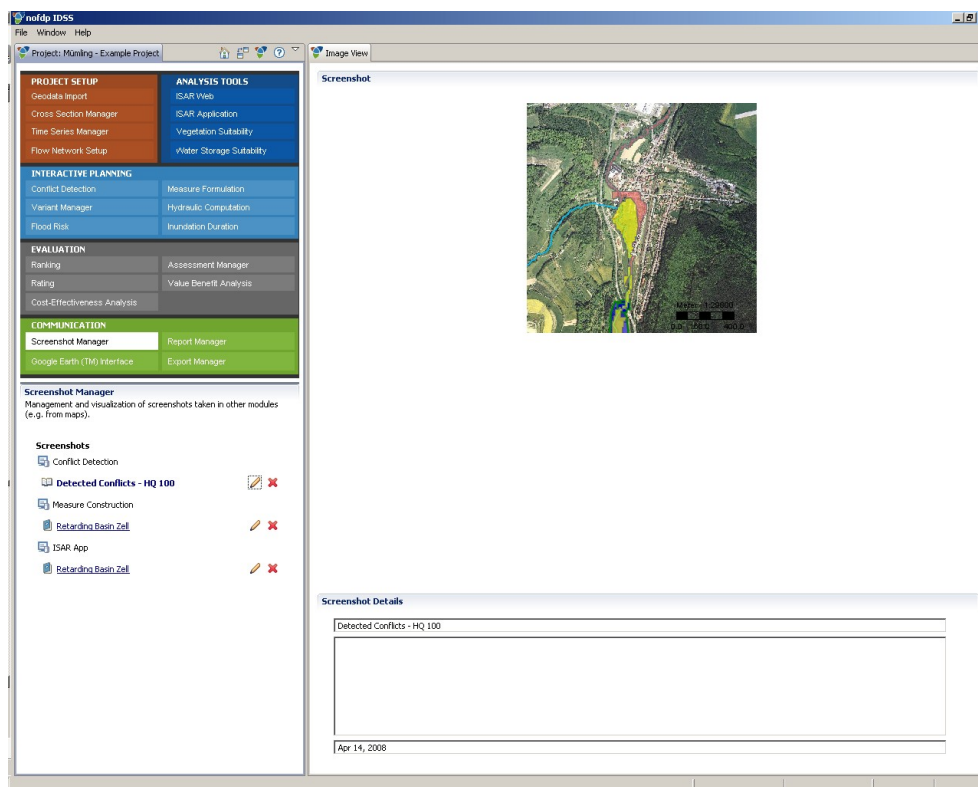 nofdp IDSS
File Window Help
Project: Mümling - Example Project
Image View
PROJECT SETUP
Geodata Import
Cross Section Manager
Time Series Manager
Flow Network Setup
ANALYSIS TOOLS
ISAR Web
ISAR Application
Vegetation Suitability
Water Storage Suitability
INTERACTIVE PLANNING
Conflict Detection Measure Formulation
Variant Manager Hydraulic Computation
Flood Risk Inundation Duration
EVALUATION
Ranking Assessment Manager
Rating Value Benefit Analysis
Cost-Effectiveness Analysis
COMMUNICATION
Screenshot Manager Report Manager
Google Earth (TM) Interface Export Manager
Screenshot Manager
Management and visualization of screenshots taken in other modules
(e.g. from maps).
Screenshots
Conflict Detection
Detected Conflicts - HQ 100
Measure Construction
Retarding Basin Zell
ISAR App
Retarding Basin Zell
Screenshot
0.0 400.0
Screenshot Details
Detected Conflicts - HQ 100
Apr 14, 2008